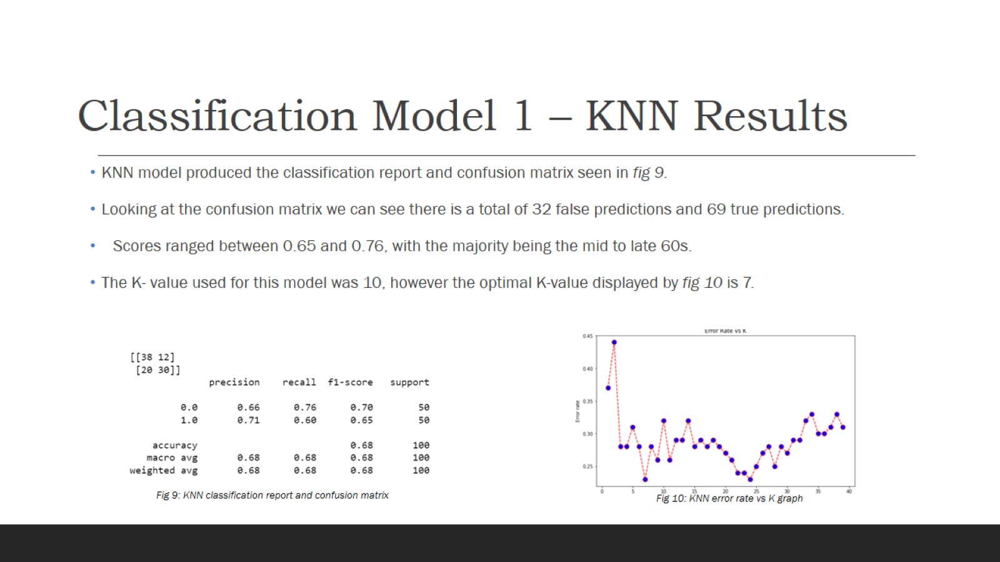 Classification Model 1 – KNN Results
• KNN model produced the classification report and confusion matrix seen in fig 9.
• Looking at the confusion matrix we can see there is a total of 32 false predictions and 69 true predictions.
• Scores ranged between 0.65 and 0.76, with the majority being the mid to late 60s.
• The K- value used for this model was 10, however the optimal K-value displayed by fig 10 is 7.
[[38 12]
[20 30]]
precision recall f1-score support
0.0 0.66 0.76 0.70 50
1.0 0.71 0.60 0.65 50
accuracy 0.68 100
macro avg 0.68 0.68 0.68 100
weighted avg 0.68 0.68 0.68 100
Fig 9: KNN classification report and confusion matrix
Error Rate vs K
0.45
0.40
0.35
0.30
0.25
Error rate
0 5 10 15 20 25 30 35 40
Fig 10: KNN error rate vs K graph